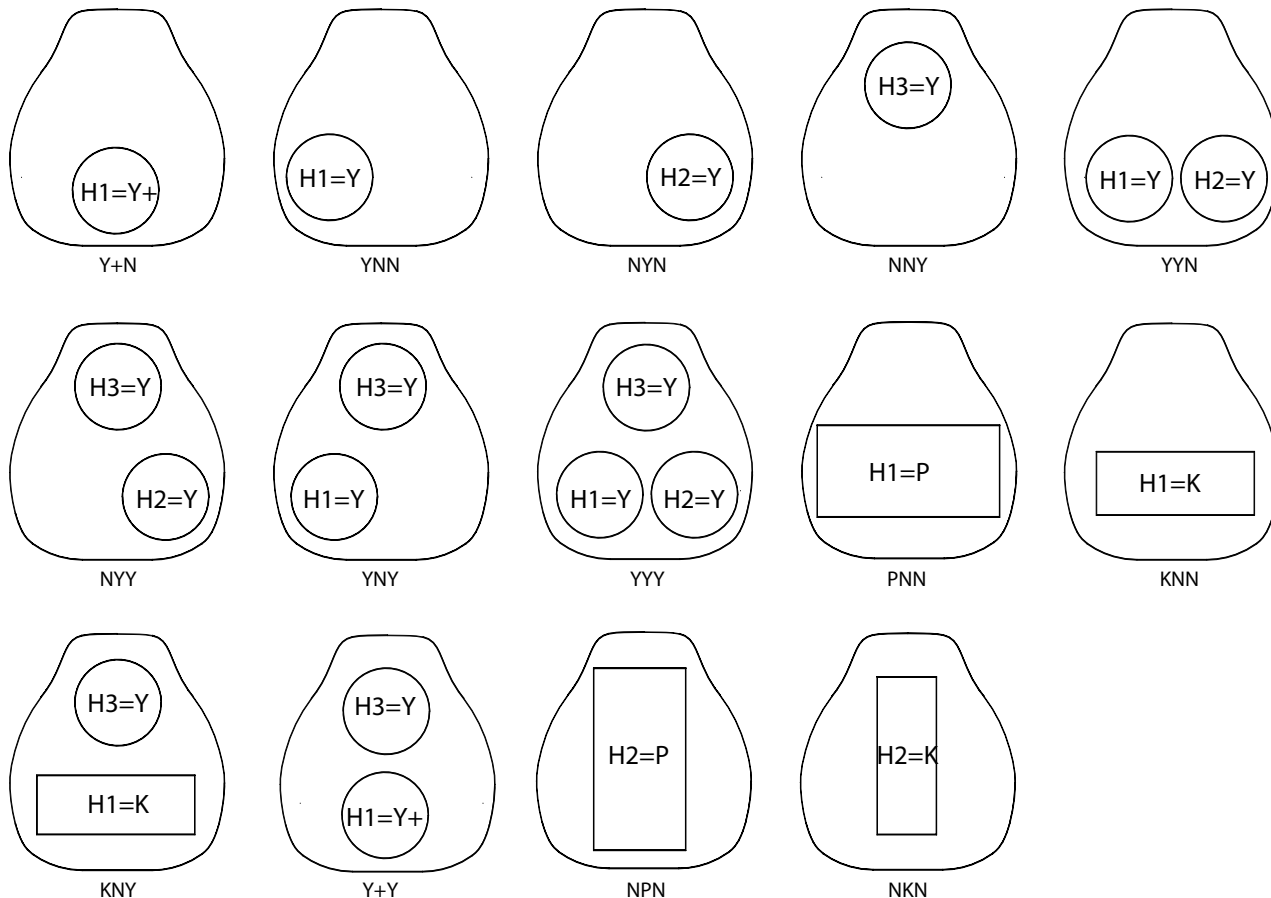 H1=Y+
Y+N
H1=Y
YNN
H2=Y
NYN
H3=Y
NNY
H1=Y H2=Y
YYN
H3=Y
H2=Y
NYY
H3=Y
H1=Y
YNY
H3=Y
H1=Y H2=Y
YYY
H1=P
PNN
H1=K
KNN
H3=Y
H1=K
KNY
H3=Y
H1=Y+
Y+Y
H2=P
NPN
H2=K
NKN